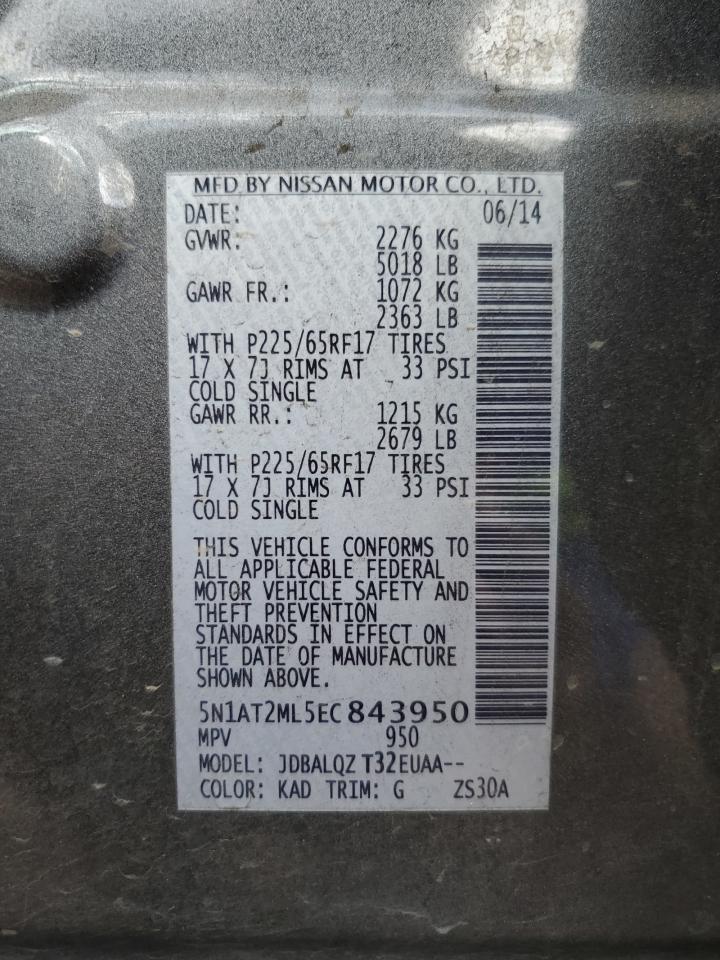 MFD BY NISSAN MOTOR CO., LTD.
DATE: 06/14
GVWR: 2276 KG
5018 LB
GAWR FR.: 1072 KG
2363 LB
WITH P225/65RF17 TIRES
17 X 7J RIMS AT 33 PSI
COLD SINGLE
GAWR RR.: 1215 KG
2679 LB
WITH P225/65RF17 TIRES
17 X 7J RIMS AT 33 PSI
COLD SINGLE
THIS VEHICLE CONFORMS TO
ALL APPLICABLE FEDERAL
MOTOR VEHICLE SAFETY AND
THEFT PREVENTION
STANDARDS IN EFFECT ON
THE DATE OF MANUFACTURE
SHOWN ABOVE.
5N1AT2ML5EC843950
MPV 950
MODEL: JDBALQZ T32EUAA--
COLOR: KAD TRIM: G ZS30A